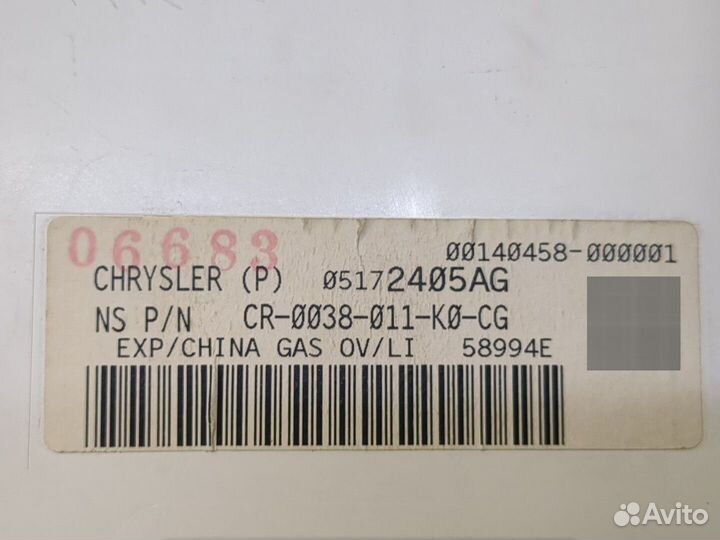 06683
00140458-000001
CHRYSLER (P) 05172405AG
NS P/N CR-0038-011-K0-CG
EXP/CHINA GAS OV/LI 58994E
Avito